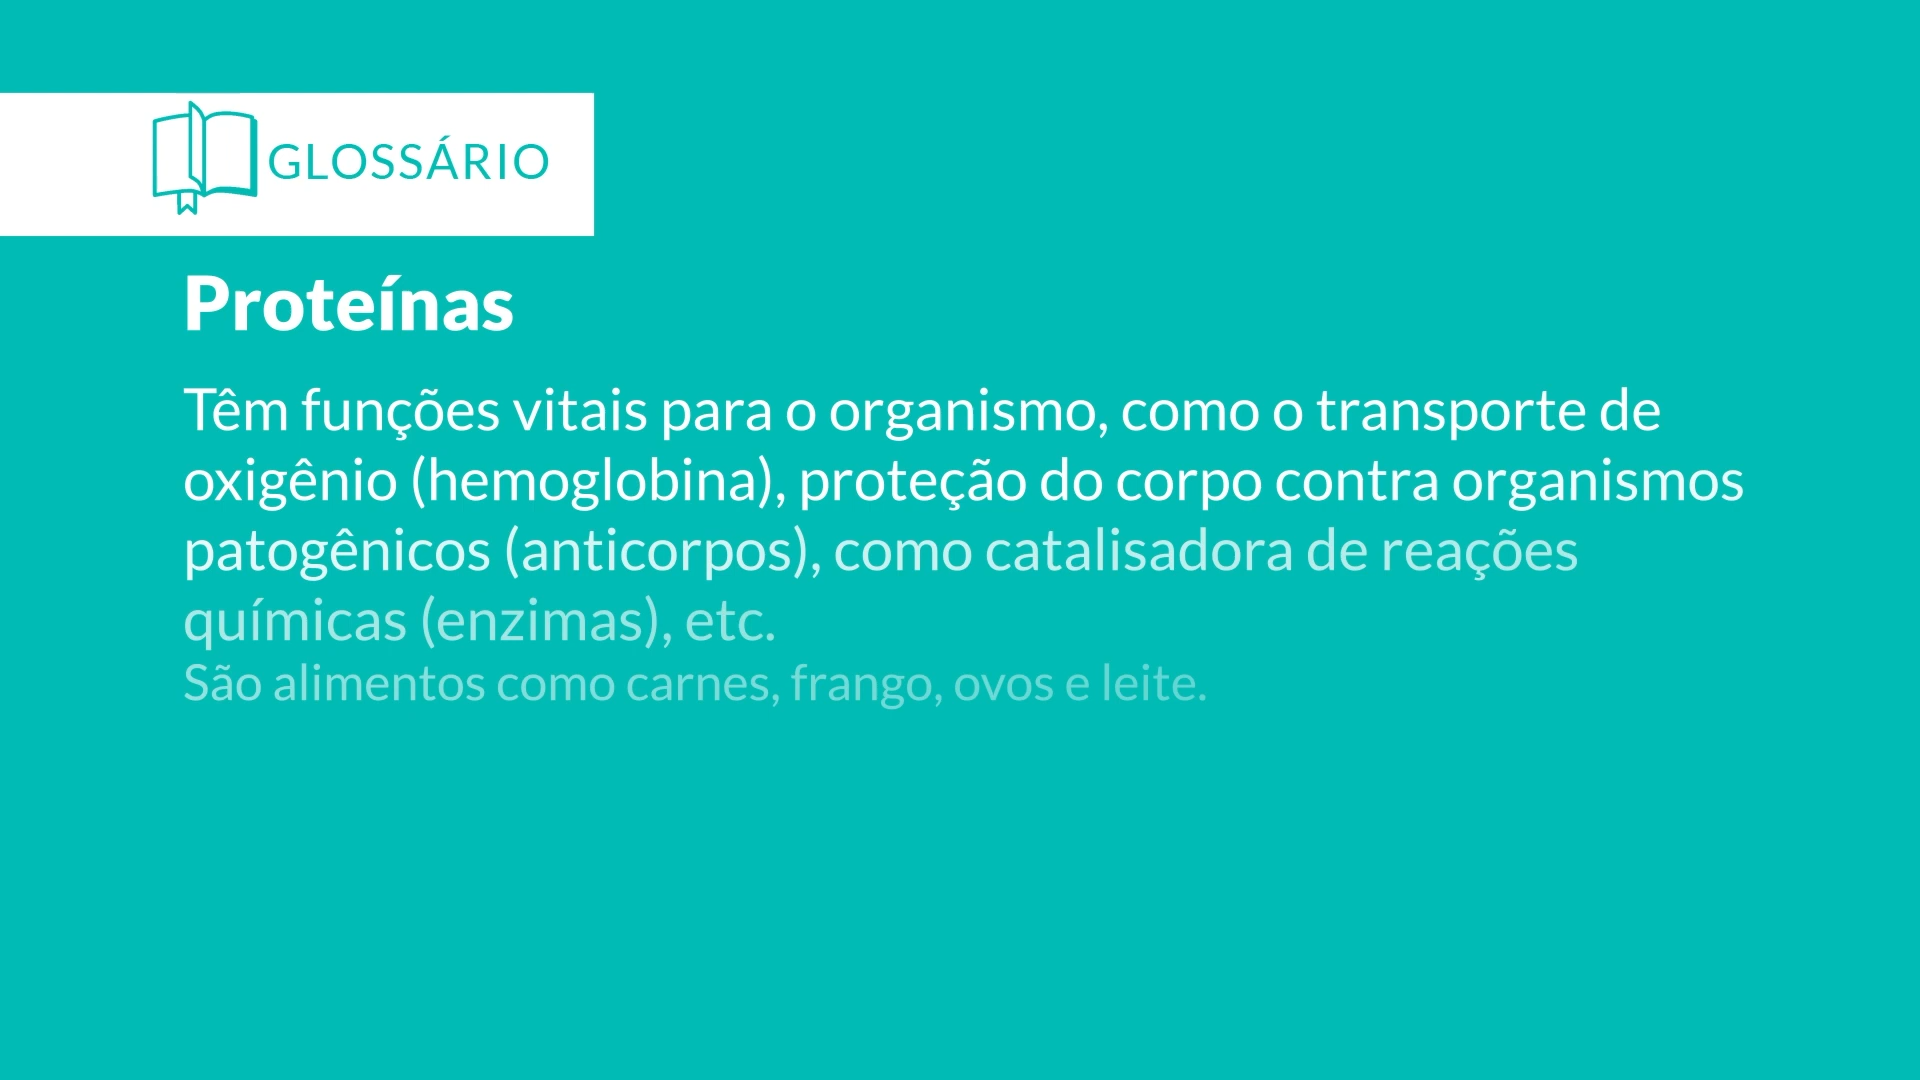 GLOSSÁRIO
Proteínas
Têm funções vitais para o organismo, como o transporte de
oxigênio (hemoglobina), proteção do corpo contra organismos
patogênicos (anticorpos), como catalisadora de reações
químicas (enzimas), etc.
São alimentos como carnes, frango, ovos e leite.